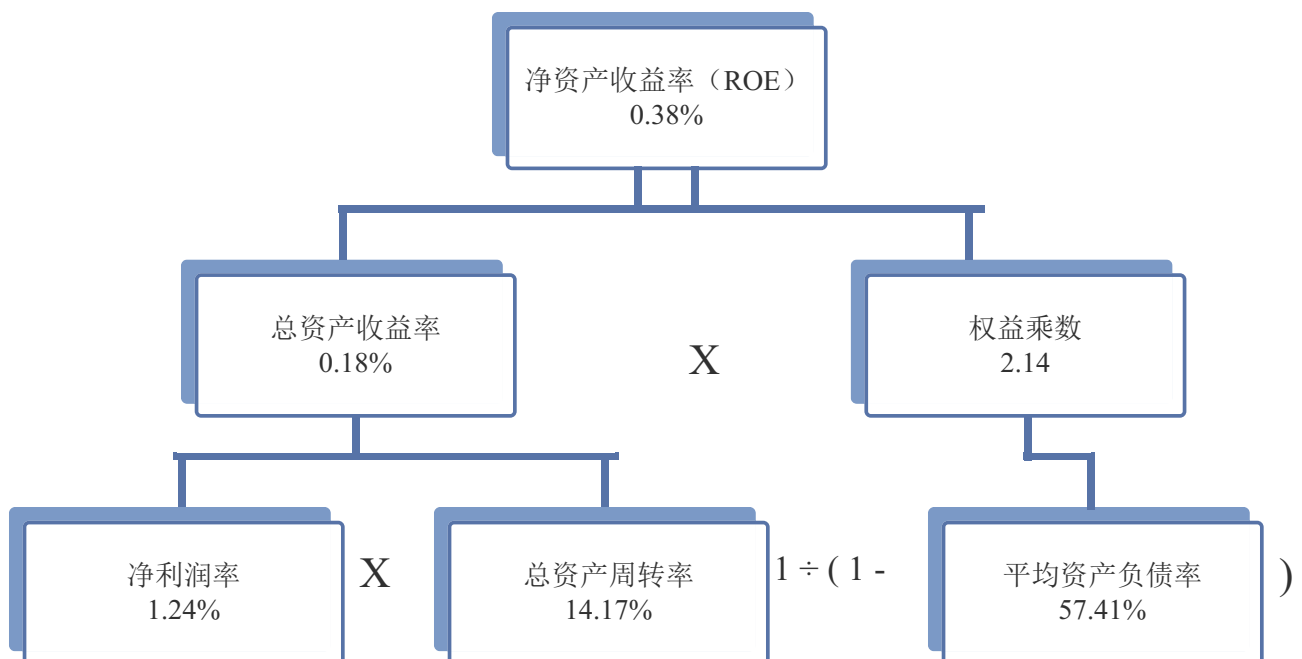 净资产收益率（ROE）
0.38%
总资产收益率
0.18%
X
权益乘数
2.14
净利润率
1.24%
X
总资产周转率
14.17%
1 ÷ ( 1 -
平均资产负债率
57.41%
)